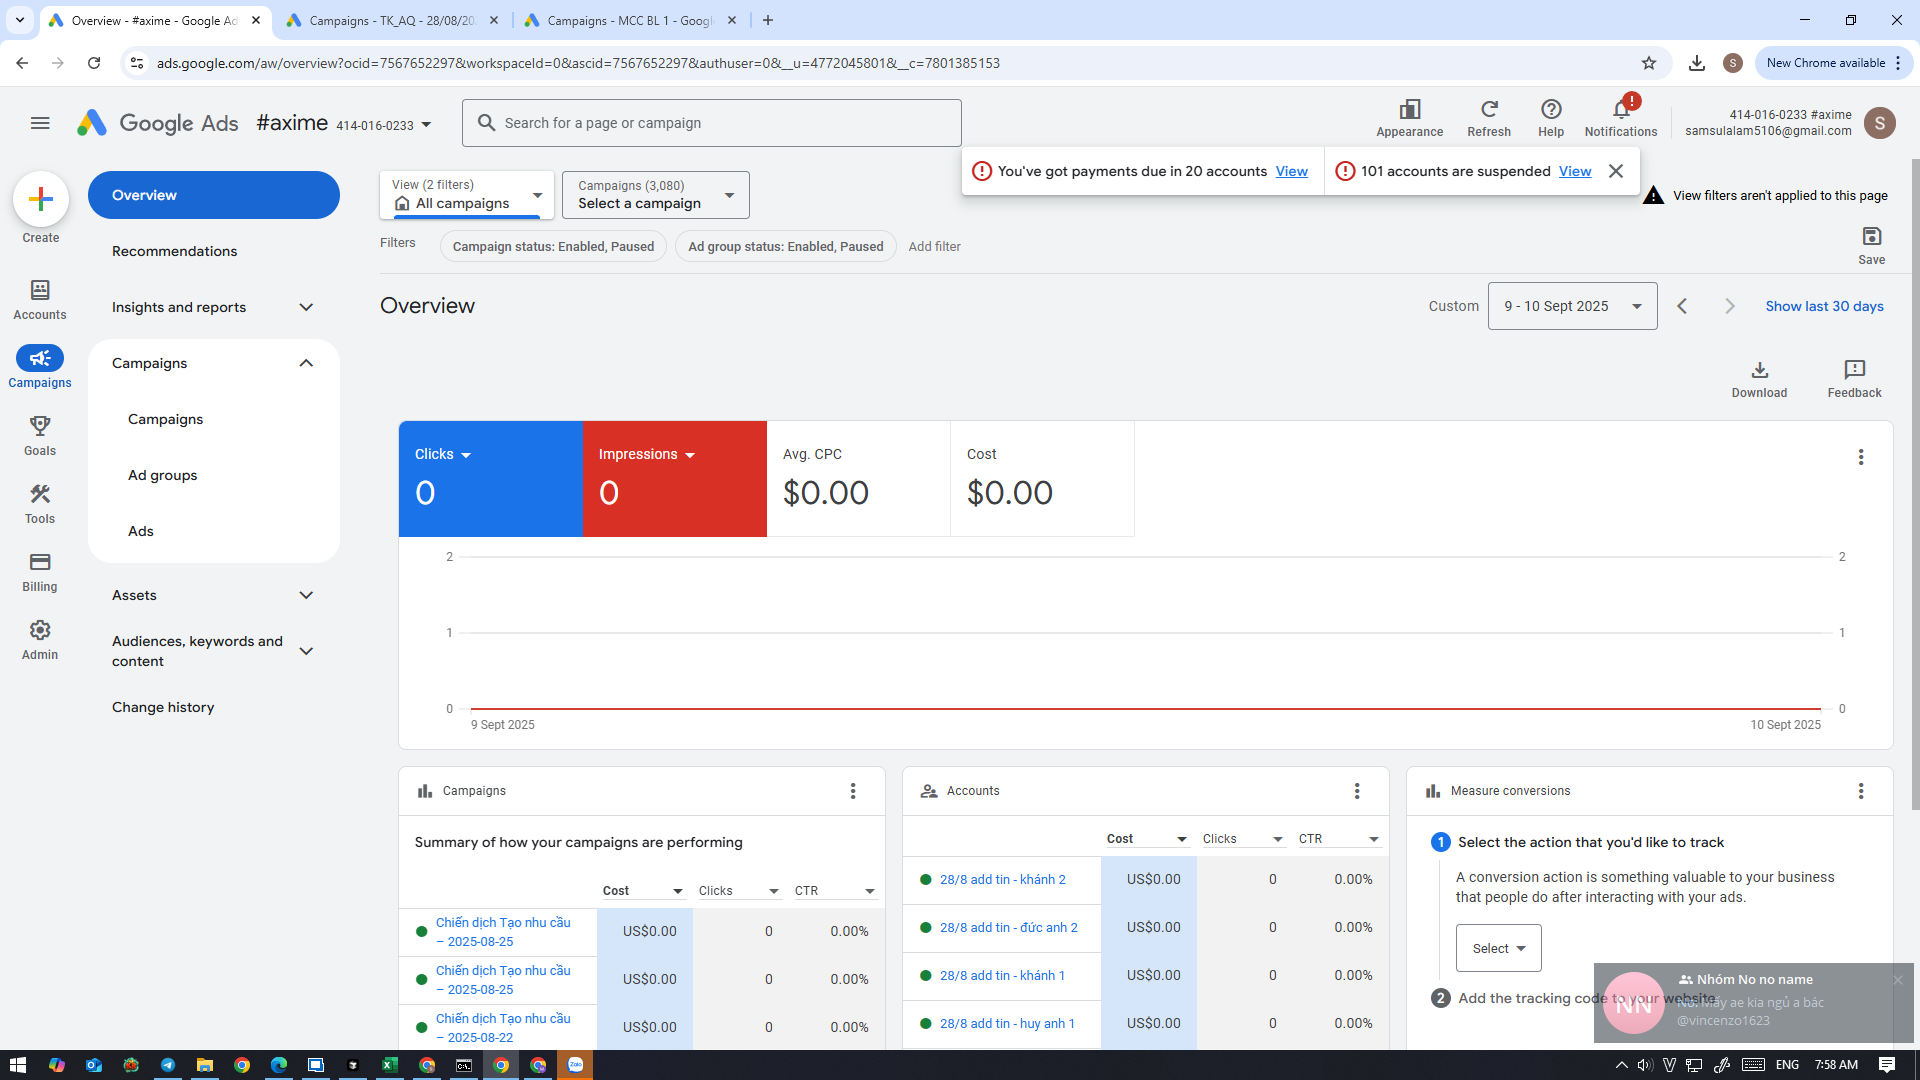 Overview - #axime - Google Ad
Campaigns - TK_AQ - 28/08/202
Campaigns - MCC BL 1 - Google
ads.google.com/aw/overview?ocid=7567652297&workspaceId=0&ascid=7567652297&authuser=0&__u=4772045801&__c=7801385153
S
New Chrome available
Google Ads
#axime 414-016-0233
Search for a page or campaign
Appearance
Refresh
Help
!
Notifications
414-016-0233 #axime
samsulalam5106@gmail.com
S
You've got payments due in 20 accounts View
101 accounts are suspended View
View filters aren't applied to this page
Create
Accounts
Campaigns
Goals
Tools
Billing
Admin
Overview
Recommendations
Insights and reports
Campaigns
Campaigns
Ad groups
Ads
Assets
Audiences, keywords and
content
Change history
View (2 filters)
All campaigns
Campaigns (3,080)
Select a campaign
Filters
Campaign status: Enabled, Paused
Ad group status: Enabled, Paused
Add filter
Save
Overview
Custom
9 - 10 Sept 2025
Show last 30 days
Download
Feedback
Clicks
0
Impressions
0
Avg. CPC
$0.00
Cost
$0.00
2
2
1
1
0
0
9 Sept 2025
10 Sept 2025
Campaigns
Summary of how your campaigns are performing
Cost
Clicks
CTR
Chiến dịch Tạo nhu cầu
– 2025-08-25
US$0.00
0
0.00%
Chiến dịch Tạo nhu cầu
– 2025-08-25
US$0.00
0
0.00%
Chiến dịch Tạo nhu cầu
– 2025-08-22
US$0.00
0
0.00%
Accounts
Cost
Clicks
CTR
28/8 add tin - khánh 2
US$0.00
0
0.00%
28/8 add tin - đức anh 2
US$0.00
0
0.00%
28/8 add tin - khánh 1
US$0.00
0
0.00%
28/8 add tin - huy anh 1
US$0.00
0
0.00%
Measure conversions
1
Select the action that you'd like to track
A conversion action is something valuable to your business
that people do after interacting with your ads.
Select
2
Add the tracking code to your website
NN
Nhóm No no name
mấy ae kia ngủ a bác
@vincenzo1623
Zalo
ENG
7:58 AM